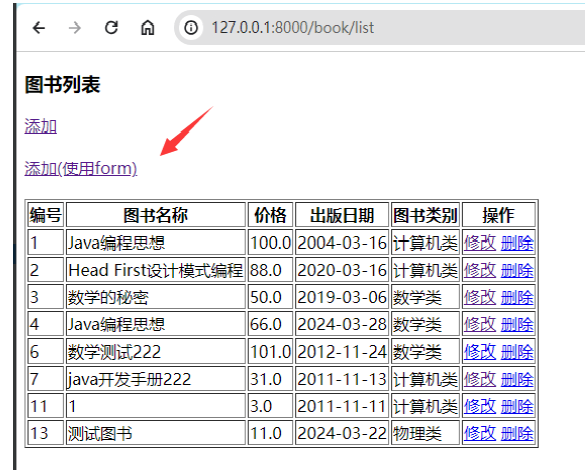 127.0.0.1:8000/book/list
图书列表
添加
添加(使用form)
编号 图书名称 价格 出版日期 图书类别 操作
1 Java编程思想 100.0 2004-03-16 计算机类 修改 删除
2 Head First设计模式编程 88.0 2020-03-16 计算机类 修改 删除
3 数学的秘密 50.0 2019-03-06 数学类 修改 删除
4 Java编程思想 66.0 2024-03-28 数学类 修改 删除
6 数学测试222 101.0 2012-11-24 数学类 修改 删除
7 java开发手册222 31.0 2011-11-13 计算机类 修改 删除
11 1 3.0 2011-11-11 计算机类 修改 删除
13 测试图书 11.0 2024-03-22 物理类 修改 删除